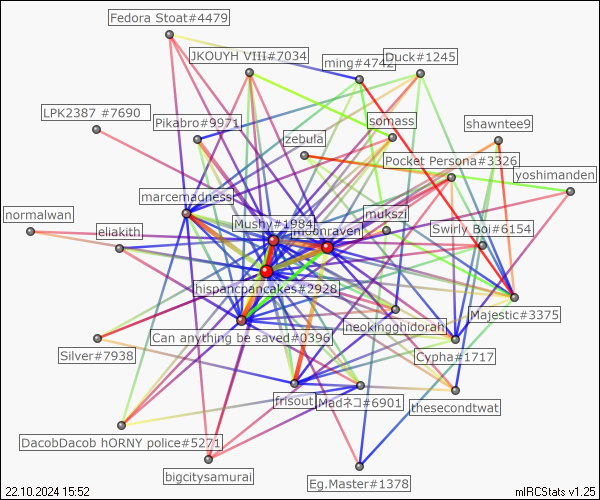 Fedora Stoat#4479
JKOUYH VIII#7034
ming#4742
Duck#1245
LPK2387 #7690
Pikabro#9971
somass
shawntee9
zebula
Pocket Persona#3326
yoshimanden
marcemadness
normalwan
eliakith
Mushy#1984
moonraven
mukszi
Swirly Boi#6154
hispancpancakes#2928
neokingghidorah
Majestic#3375
Can anything be saved#0396
Silver#7938
Cypha#1717
frisout
Madネコ#6901
thesecondtwat
DacobDacob hORNY police#5271
bigcitysamurai
Eg.Master#1378
22.10.2024 15:52
mIRCStats v1.25